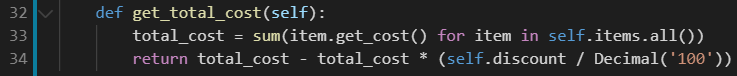 32 def get_total_cost(self):
33 total_cost = sum(item.get_cost() for item in self.items.all())
34 return total_cost - total_cost * (self.discount / Decimal('100'))